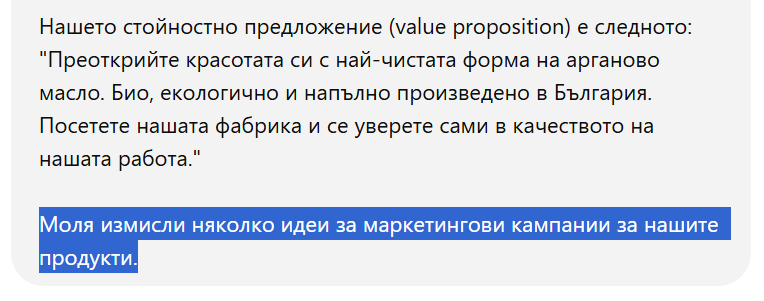 Нашето стойностно предложение (value proposition) е следното:
"Преоткрийте красотата си с най-чистата форма на арганово
масло. Био, екологично и напълно произведено в България.
Посетете нашата фабрика и се уверете сами в качеството на
нашата работа."
Моля измисли няколко идеи за маркетингови кампании за нашите
продукти.